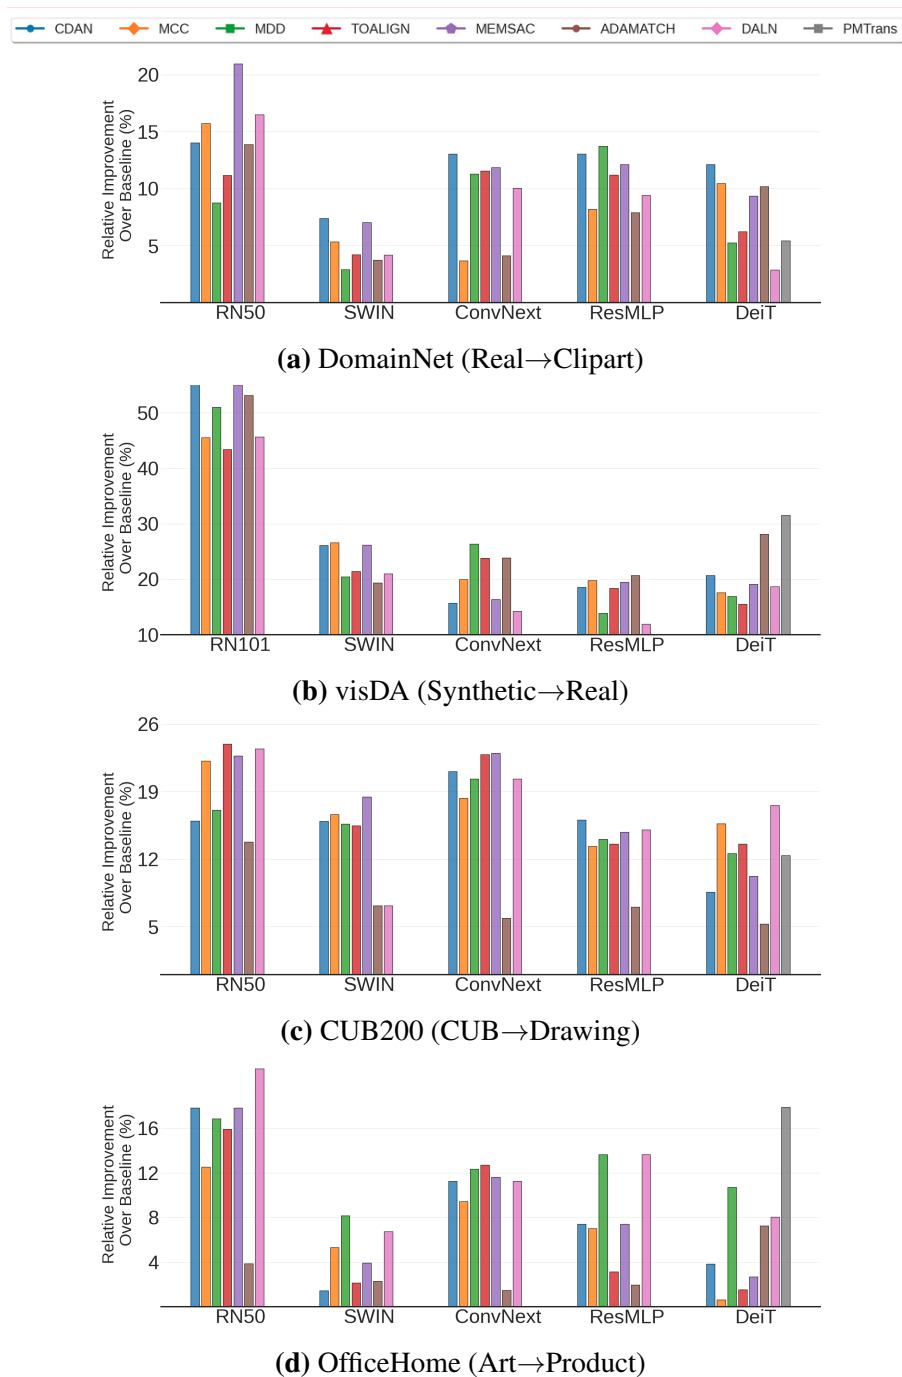 CDAN MCC MDD TOALIGN MEMSAC ADAMATCH DALN PMTrans
Relative Improvement
Over Baseline (%)
20
15
10
5
RN50 SWIN ConvNext ResMLP DeiT
(a) DomainNet (Real→Clipart)
Relative Improvement
Over Baseline (%)
50
40
30
20
10
RN101 SWIN ConvNext ResMLP DeiT
(b) visDA (Synthetic→Real)
Relative Improvement
Over Baseline (%)
26
19
12
5
RN50 SWIN ConvNext ResMLP DeiT
(c) CUB200 (CUB→Drawing)
Relative Improvement
Over Baseline (%)
16
12
8
4
RN50 SWIN ConvNext ResMLP DeiT
(d) OfficeHome (Art→Product)